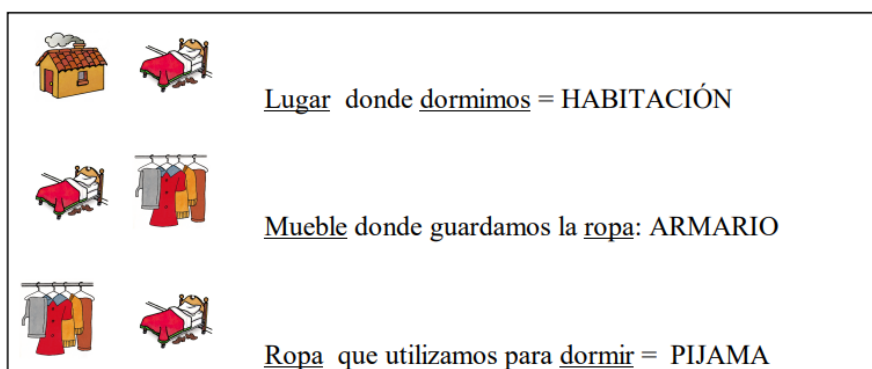 Lugar donde dormimos = HABITACIÓN
Mueble donde guardamos la ropa: ARMARIO
Ropa que utilizamos para dormir = PIJAMA